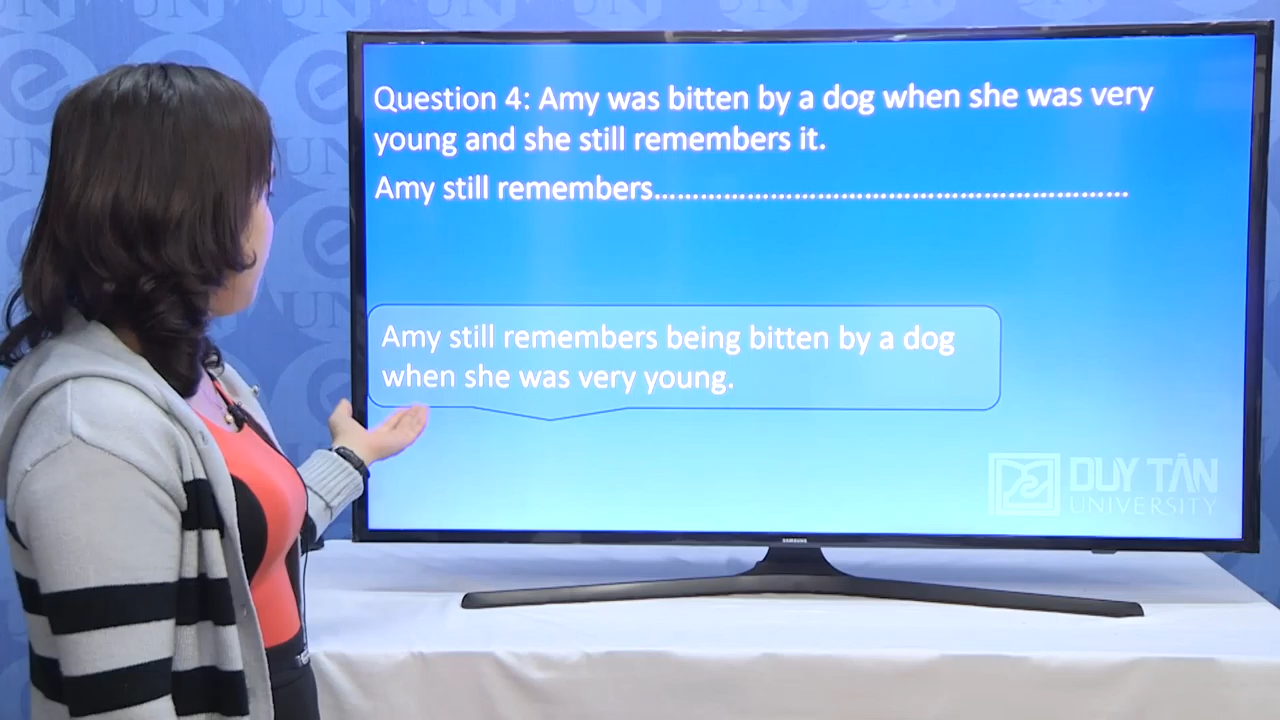 Question 4: Amy was bitten by a dog when she was very
young and she still remembers it.
Amy still remembers..............................................................
Amy still remembers being bitten by a dog
when she was very young.
DUY TÂN
UNIVERSITY
SAMSUNG